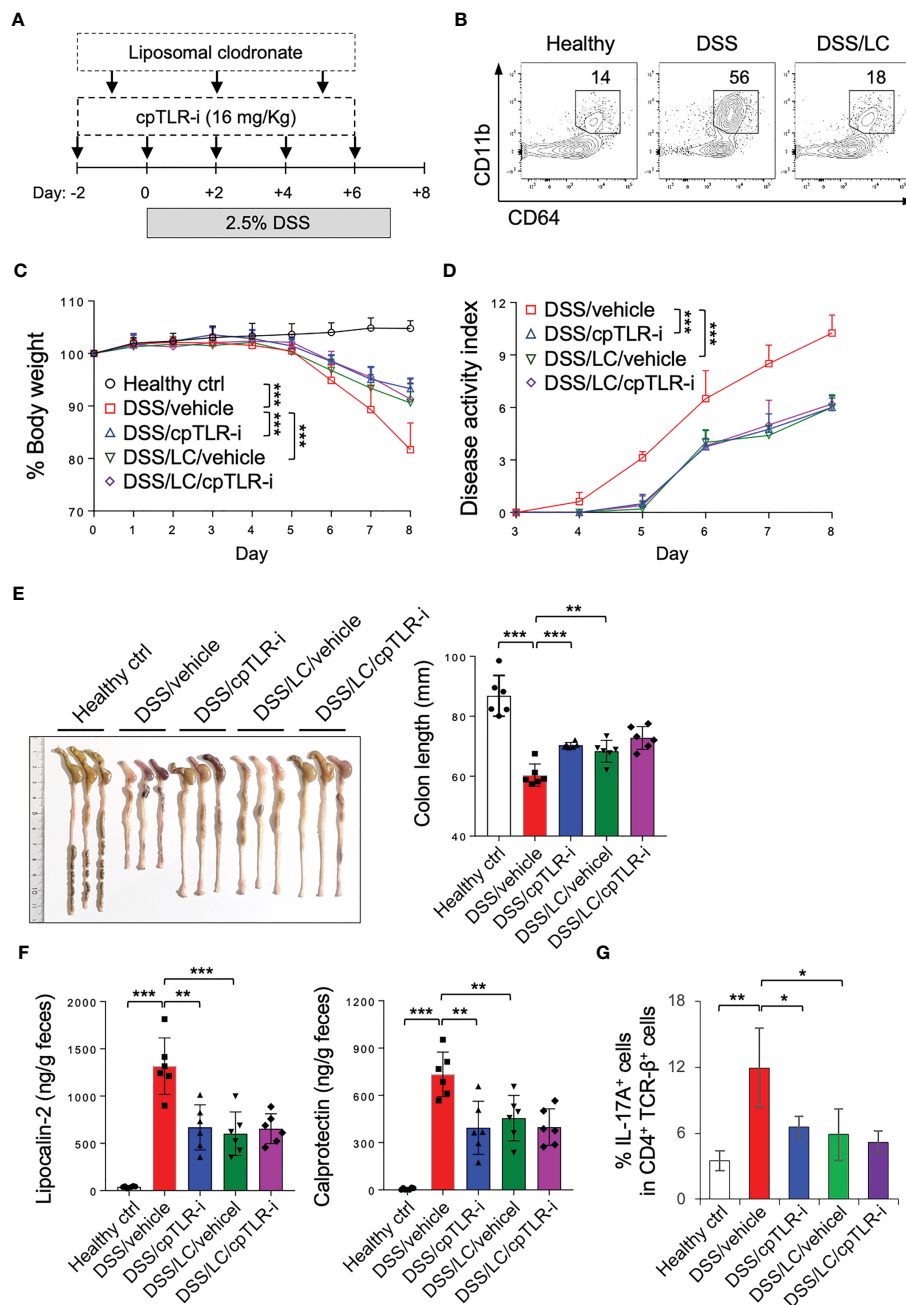 A
Liposomal clodronate
cpTLR-i (16 mg/Kg)
Day: -2 0 +2 +4 +6 +8
2.5% DSS
B
Healthy DSS DSS/LC
14 56 18
CD11b
CD64
C
110
100
90
80
70
% Body weight
Healthy ctrl
DSS/vehicle
DSS/cpTLR-i
DSS/LC/vehicle
DSS/LC/cpTLR-i
*** *** ***
0 1 2 3 4 5 6 7 8
Day
D
12
9
6
3
0
Disease activity index
DSS/vehicle
DSS/cpTLR-i
DSS/LC/vehicle
DSS/LC/cpTLR-i
*** ***
3 4 5 6 7 8
Day
E
Healthy ctrl
DSS/vehicle
DSS/cpTLR-i
DSS/LC/vehicle
DSS/LC/cpTLR-i
**
*** ***
100
80
60
40
Colon length (mm)
Healthy ctrl
DSS/vehicle
DSS/cpTLR-i
DSS/LC/vehicel
DSS/LC/cpTLR-i
F
***
*** **
2000
1500
1000
500
0
Lipocalin-2 (ng/g feces)
Healthy ctrl
DSS/vehicle
DSS/cpTLR-i
DSS/LC/vehicel
DSS/LC/cpTLR-i
**
*** **
1200
900
600
300
0
Calprotectin (ng/g feces)
Healthy ctrl
DSS/vehicle
DSS/cpTLR-i
DSS/LC/vehicel
DSS/LC/cpTLR-i
G
*
** *
18
12
6
0
% IL-17A⁺ cells
in CD4⁺ TCR-β⁺ cells
Healthy ctrl
DSS/vehicle
DSS/cpTLR-i
DSS/LC/vehicel
DSS/LC/cpTLR-i